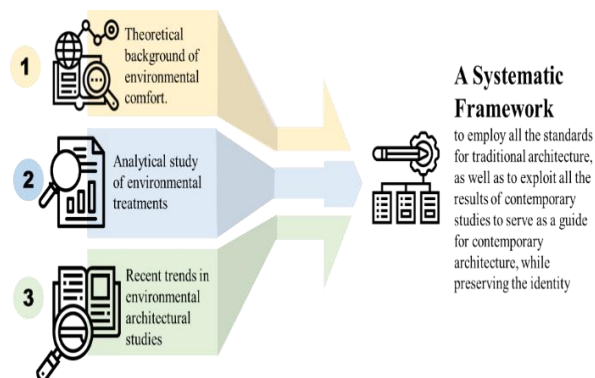 1
Theoretical
background of
environmental
comfort.
2
Analytical study
of environmental
treatments
3
Recent trends in
environmental
architectural
studies
A Systematic
Framework
to employ all the standards
for traditional architecture,
as well as to exploit all the
results of contemporary
studies to serve as a guide
for contemporary
architecture, while
preserving the identity